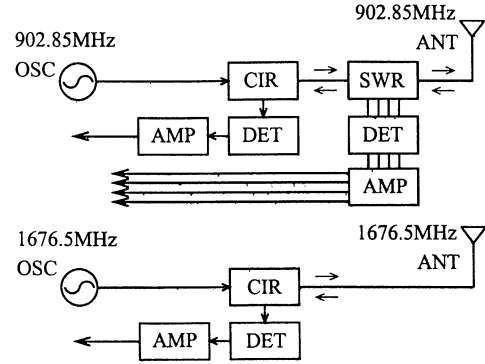 902.85MHz
ANT
902.85MHz
OSC
CIR
SWR
AMP
DET
DET
AMP
1676.5MHz
OSC
1676.5MHz
ANT
CIR
AMP
DET